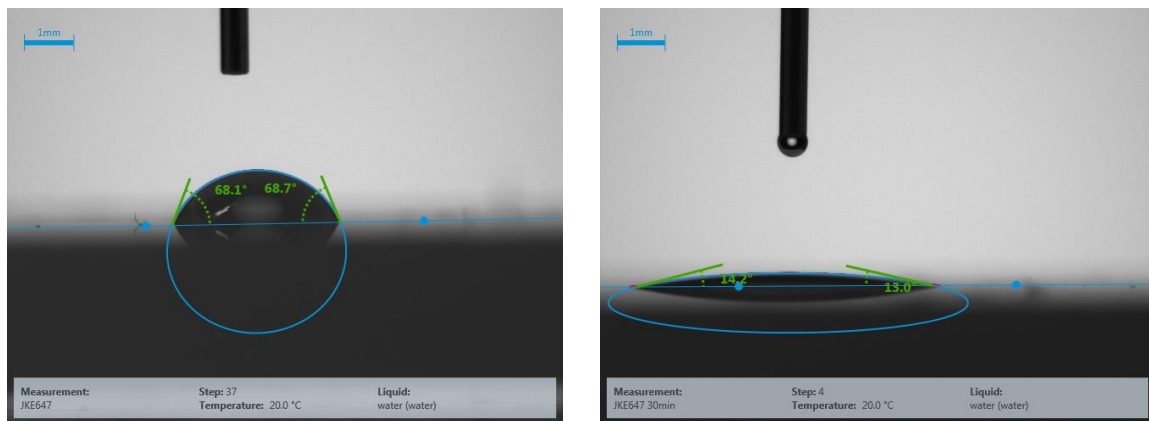 1mm
68.1° 68.7°
Measurement: Step: 37 Liquid:
JKE647 Temperature: 20.0 °C water (water)
1mm
14.2°
13.0°
Measurement: Step: 4 Liquid:
JKE647 30min Temperature: 20.0 °C water (water)